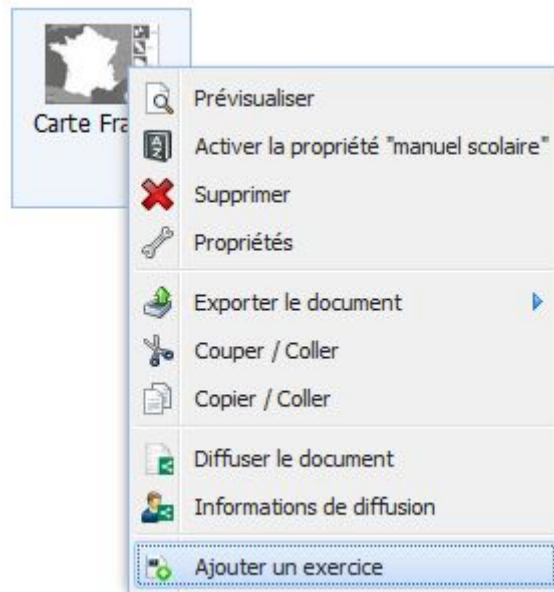 Carte Fra
Prévisualiser
Activer la propriété "manuel scolaire"
Supprimer
Propriétés
Exporter le document
Couper / Coller
Copier / Coller
Diffuser le document
Informations de diffusion
Ajouter un exercice